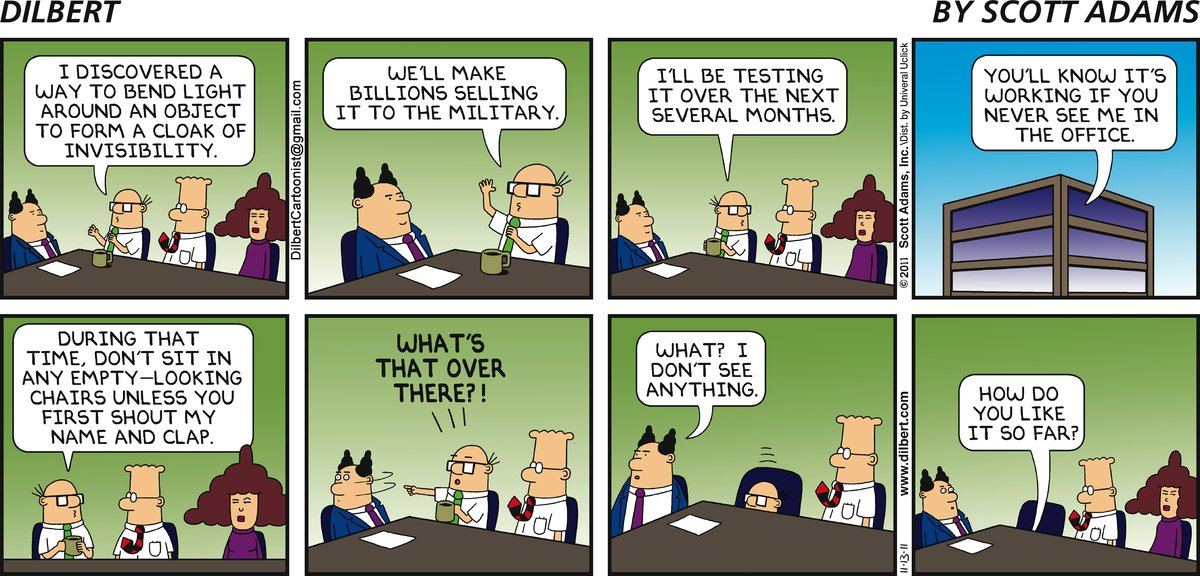 DILBERT
BY SCOTT ADAMS
I DISCOVERED A
WAY TO BEND LIGHT
AROUND AN OBJECT
TO FORM A CLOAK OF
INVISIBILITY.
DilbertCartoonist@gmail.com
WE'LL MAKE
BILLIONS SELLING
IT TO THE MILITARY.
I'LL BE TESTING
IT OVER THE NEXT
SEVERAL MONTHS.
© 2011 Scott Adams, Inc. \Dist. by Univeral Uclick
YOU'LL KNOW IT'S
WORKING IF YOU
NEVER SEE ME IN
THE OFFICE.
DURING THAT
TIME, DON'T SIT IN
ANY EMPTY-LOOKING
CHAIRS UNLESS YOU
FIRST SHOUT MY
NAME AND CLAP.
WHAT'S
THAT OVER
THERE?!
WHAT? I
DON'T SEE
ANYTHING.
www.dilbert.com
11-13-11
HOW DO
YOU LIKE
IT SO FAR?